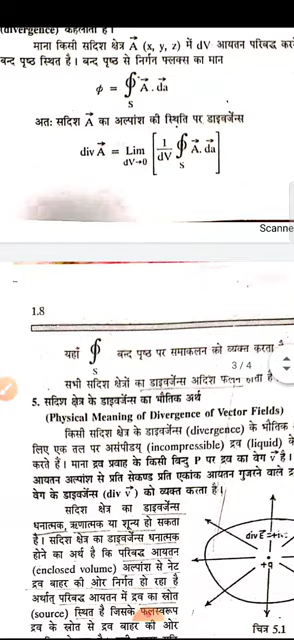 (divergence) कहलाता है।
माना किसी सदिश क्षेत्र A⃗ (x, y, z) में dV आयतन परिबद्ध कर
बन्द पृष्ठ स्थित है। बन्द पृष्ठ से निर्गत फ्लक्स का मान
ϕ = ∮_S A⃗ . d⃗a
अतः सदिश A⃗ का अल्पांश की स्थिति पर डाइवर्जेन्स
div A⃗ = Lim_{dV→0} [ 1/dV ∮_S A⃗ . d⃗a ]
Scanne
1.8
यहाँ ∮_S बन्द पृष्ठ पर समाकलन को व्यक्त करता
3 / 4
सभी सदिश क्षेत्रों का डाइवर्जेन्स अदिश फलन होता है
5. सदिश क्षेत्र के डाइवर्जेन्स का भौतिक अर्थ
(Physical Meaning of Divergence of Vector Fields)
किसी सदिश क्षेत्र के डाइवर्जेन्स (divergence) के भौतिक
लिए एक तल पर असंपीड्य (incompressible) द्रव (liquid) के
करते हैं। माना द्रव प्रवाह के किसी बिन्दु P पर द्रव का वेग v⃗ है।
आयतन अल्पांश से प्रति सेकण्ड प्रति एकांक आयतन गुजरने वाले द्र
वेग के डाइवर्जेन्स (div v⃗) को व्यक्त करता है।
सदिश क्षेत्र का डाइवर्जेन्स
धनात्मक, ऋणात्मक या शून्य हो सकता
है। सदिश क्षेत्र का डाइवर्जेन्स धनात्मक
होने का अर्थ है कि परिबद्ध आयतन
(enclosed volume) अल्पांश से नेट
द्रव बाहर की ओर निर्गत हो रहा है
अर्थात् परिबद्ध आयतन में द्रव का स्रोत
(source) स्थित है जिसके फलस्वरूप
द्रव के स्रोत से द्रव बाहर की ओर
div E⃗ = +ive
+q
चित्र 5.1